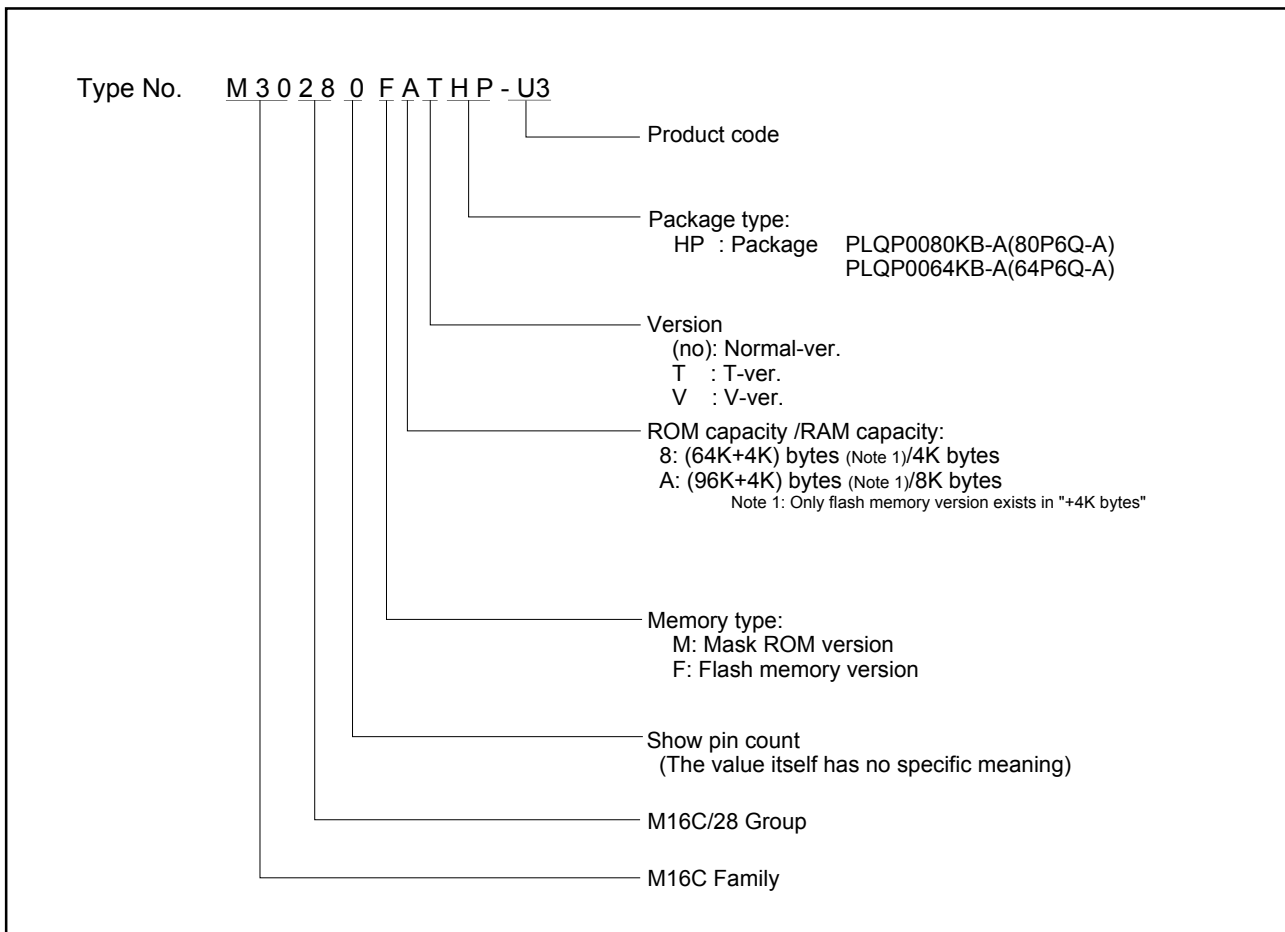 Type No. M 3 0 2 8 0 F A T H P - U3
Product code
Package type:
HP : Package PLQP0080KB-A(80P6Q-A)
PLQP0064KB-A(64P6Q-A)
Version
(no): Normal-ver.
T : T-ver.
V : V-ver.
ROM capacity /RAM capacity:
8: (64K+4K) bytes (Note 1)/4K bytes
A: (96K+4K) bytes (Note 1)/8K bytes
Note 1: Only flash memory version exists in "+4K bytes"
Memory type:
M: Mask ROM version
F: Flash memory version
Show pin count
(The value itself has no specific meaning)
M16C/28 Group
M16C Family